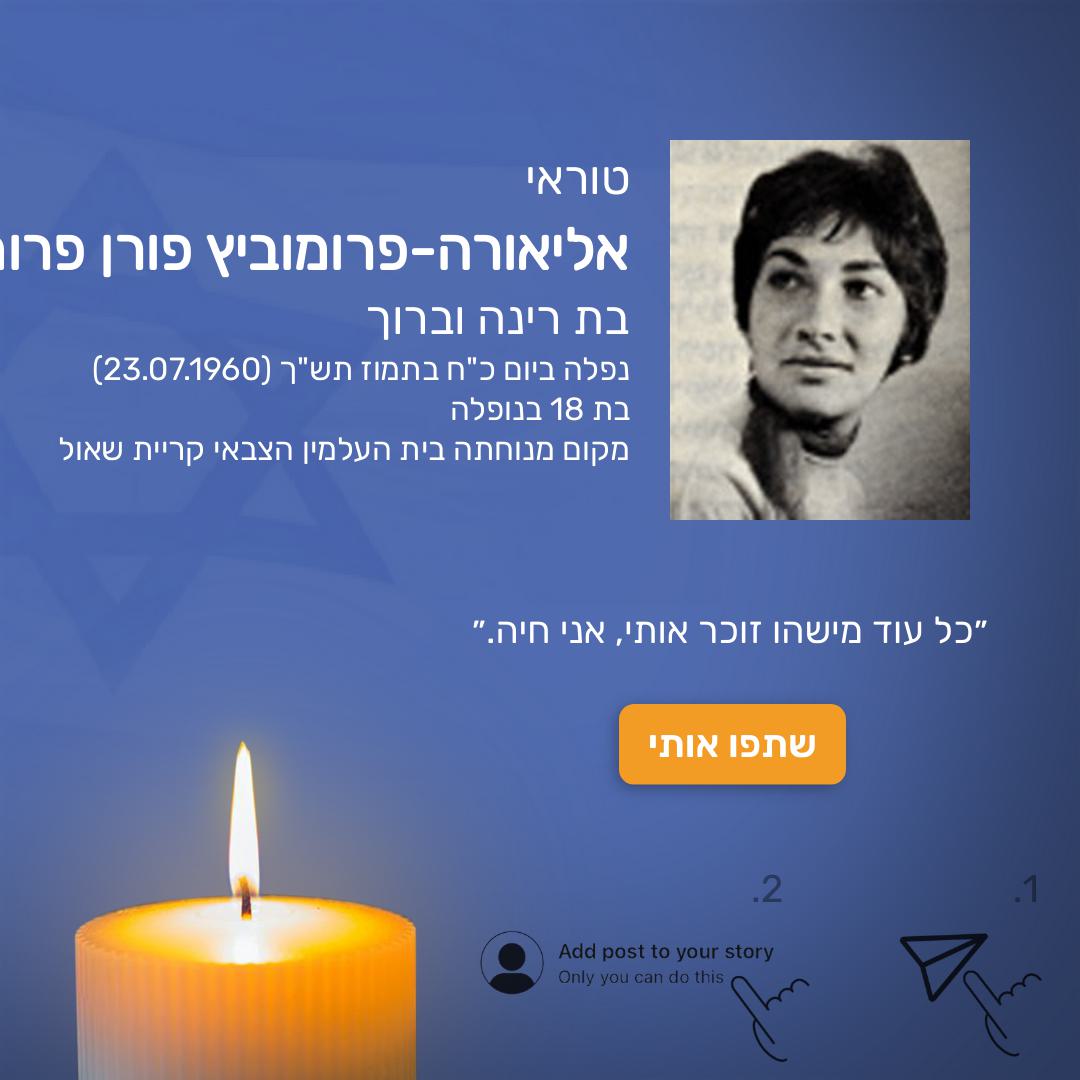 טוראי
אליאורה-פרומוביץ פורן
בת רינה וברוך
נפלה ביום כ"ח בתמוז תש"ך (23.07.1960)
בת 18 בנופלה
מקום מנוחתה בית העלמין הצבאי קריית שאול
״כל עוד מישהו זוכר אותי, אני חיה.״
שתפו אותי
1.
2.
Add post to your story
Only you can do this